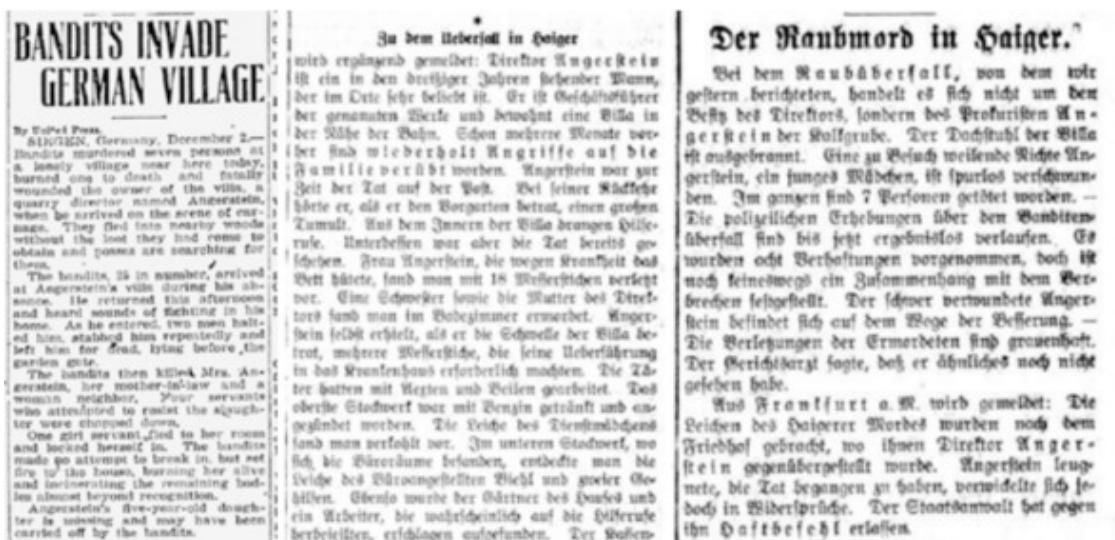 BANDITS INVADE
GERMAN VILLAGE
By United Press.
SIEGEN, Germany, December 2.—
Bandits murdered seven persons at
a lonely village near here today,
burned one to death and fatally
wounded the owner of the villa, a
quarry director named Angerstein,
when he arrived on the scene of car-
nage. They fled into nearby woods
without the loot they had come to
obtain and posses are searching for
them.
The bandits, 25 in number, arrived
at Angerstein's villa during his ab-
sence. He returned this afternoon
and heard sounds of fighting in his
home. As he entered, two men halt-
ed him, stabbed him repeatedly and
left him for dead, lying before the
garden gate.
The bandits then killed Mrs. An-
gerstein, her mother-in-law and a
woman neighbor. Four servants
who attempted to resist the slaugh-
ter were chopped down.
One girl servant fled to her room
and locked herself in. The bandits
made no attempt to break in, but set
fire to the house, burning her alive
and incinerating the remaining bod-
ies almost beyond recognition.
Angerstein's five-year-old daugh-
ter is missing and may have been
carried off by the bandits.
Zu dem Ueberfall in Haiger
wird ergänzend gemeldet: Direktor Angerstein
ist ein in den dreißiger Jahren stehender Mann,
der im Orte sehr beliebt ist. Er ist Geschäftsführer
der genannten Werke und bewohnt eine Villa in
der Nähe der Bahn. Schon mehrere Monate vor-
her sind wiederholt Angriffe auf die
Familie verübt worden. Angerstein war zur
Zeit der Tat auf der Post. Bei seiner Rückkehr
hörte er, als er den Vorgarten betrat, einen großen
Tumult. Aus dem Innern der Villa drangen Hilfe-
rufe. Unterdessen war aber die Tat bereits ge-
schehen. Frau Angerstein, die wegen Krankheit das
Bett hütete, fand man mit 18 Messerstichen verletzt
vor. Eine Schwester sowie die Mutter des Direk-
tors fand man im Badezimmer ermordet. Anger-
stein selbst erhielt, als er die Schwelle der Villa be-
trat, mehrere Messerstiche, die seine Ueberführung
in das Krankenhaus erforderlich machten. Die Tä-
ter hatten mit Aexten und Beilen gearbeitet. Das
oberste Stockwerk war mit Benzin getränkt und an-
gezündet worden. Die Leiche des Dienstmädchens
fand man verkohlt vor. Im unteren Stockwerk, wo
sich die Büroräume befanden, entdeckte man die
Leiche des Büroangestellten Biehl und zweier Ge-
hilfen. Ebenso wurde der Gärtner des Hauses und
ein Arbeiter, die wahrscheinlich auf die Hilferufe
herbeieilten, erschlagen aufgefunden. Der Kassen-
Der Raubmord in Haiger.
Bei dem Raubüberfall, von dem wir
gestern berichteten, handelt es sich nicht um den
Besitz des Direktors, sondern des Prokuristen An-
gerstein der Kalkgrube. Der Dachstuhl der Villa
ist ausgebrannt. Eine zu Besuch weilende Nichte An-
gerstein, ein junges Mädchen, ist spurlos verschwun-
den. Im ganzen sind 7 Personen getötet worden. —
Die polizeilichen Erhebungen über den Banditen-
überfall sind bis jetzt ergebnislos verlaufen. Es
wurden acht Verhaftungen vorgenommen, doch ist
noch keineswegs ein Zusammenhang mit dem Ver-
brechen festgestellt. Der schwer verwundete Anger-
stein befindet sich auf dem Wege der Besserung. —
Die Verletzungen der Ermordeten sind grauenhaft.
Der Gerichtsarzt sagte, daß er ähnliches noch nicht
gesehen habe.
Aus Frankfurt a. M. wird gemeldet: Die
Leichen des Haigerer Mordes wurden nach dem
Friedhof gebracht, wo ihnen Direktor Anger-
stein gegenübergestellt wurde. Angerstein leug-
nete, die Tat begangen zu haben, verwickelte sich je-
doch in Widersprüche. Der Staatsanwalt hat gegen
ihn Haftbefehl erlassen.